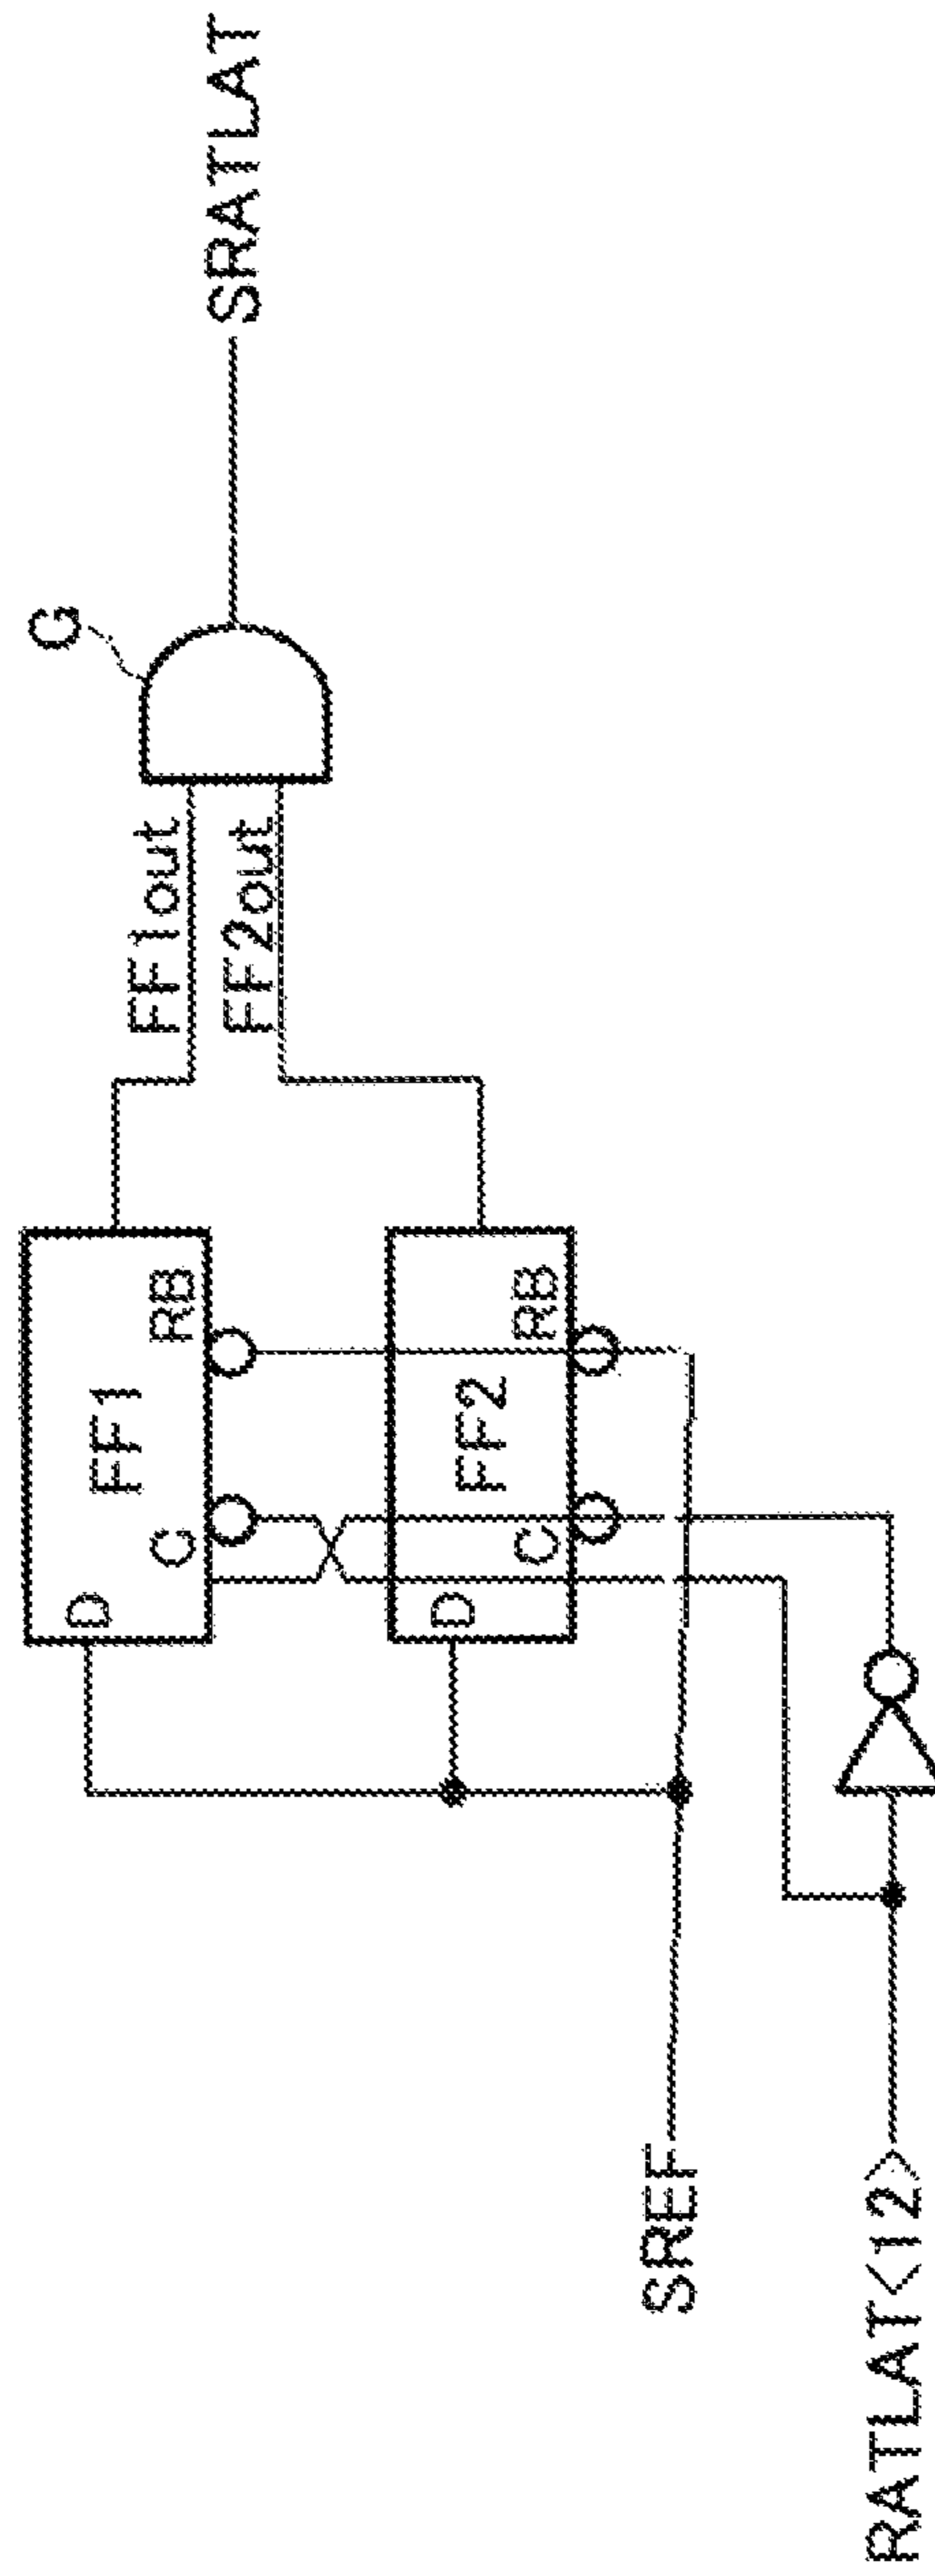 SREF
RATLAT<12>
D
FF1
C
RB
D
FF2
C
RB
FF1out
FF2out
G
SRATLAT